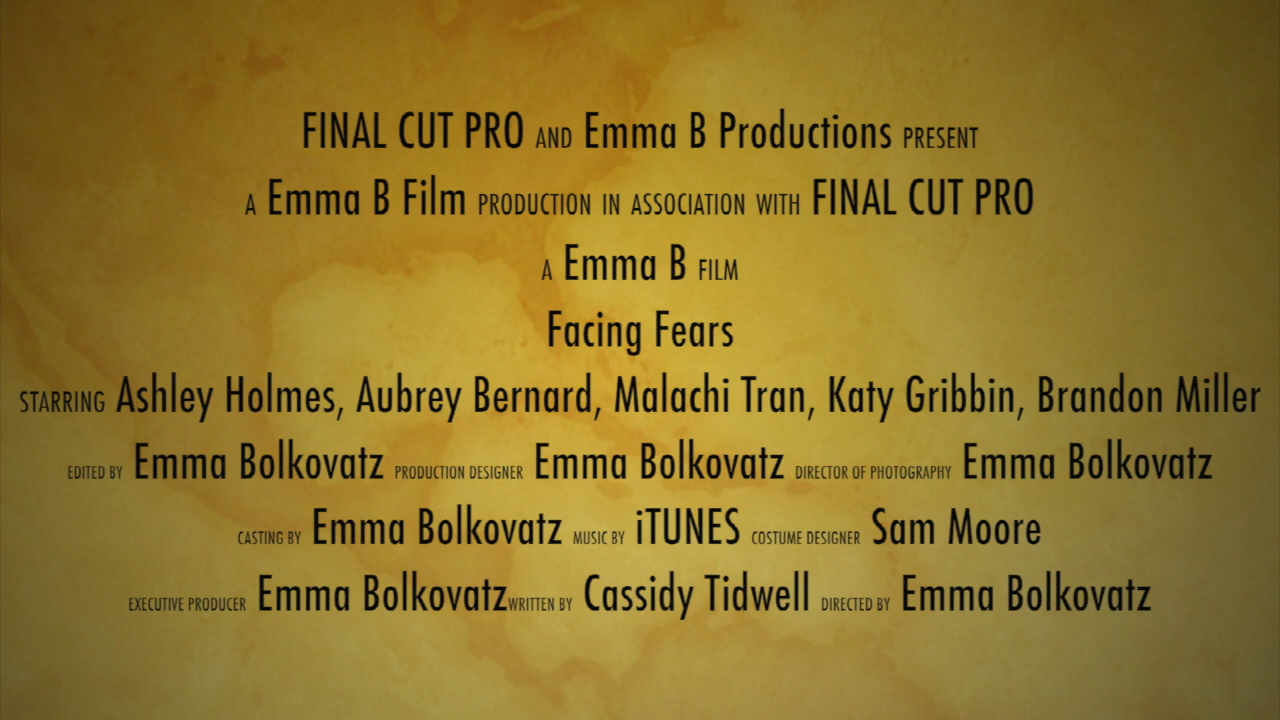 FINAL CUT PRO AND Emma B Productions PRESENT
A Emma B Film PRODUCTION IN ASSOCIATION WITH FINAL CUT PRO
A Emma B FILM
Facing Fears
STARRING Ashley Holmes, Aubrey Bernard, Malachi Tran, Katy Gribbin, Brandon Miller
EDITED BY Emma Bolkovatz PRODUCTION DESIGNER Emma Bolkovatz DIRECTOR OF PHOTOGRAPHY Emma Bolkovatz
CASTING BY Emma Bolkovatz MUSIC BY iTUNES COSTUME DESIGNER Sam Moore
EXECUTIVE PRODUCER Emma Bolkovatz WRITTEN BY Cassidy Tidwell DIRECTED BY Emma Bolkovatz